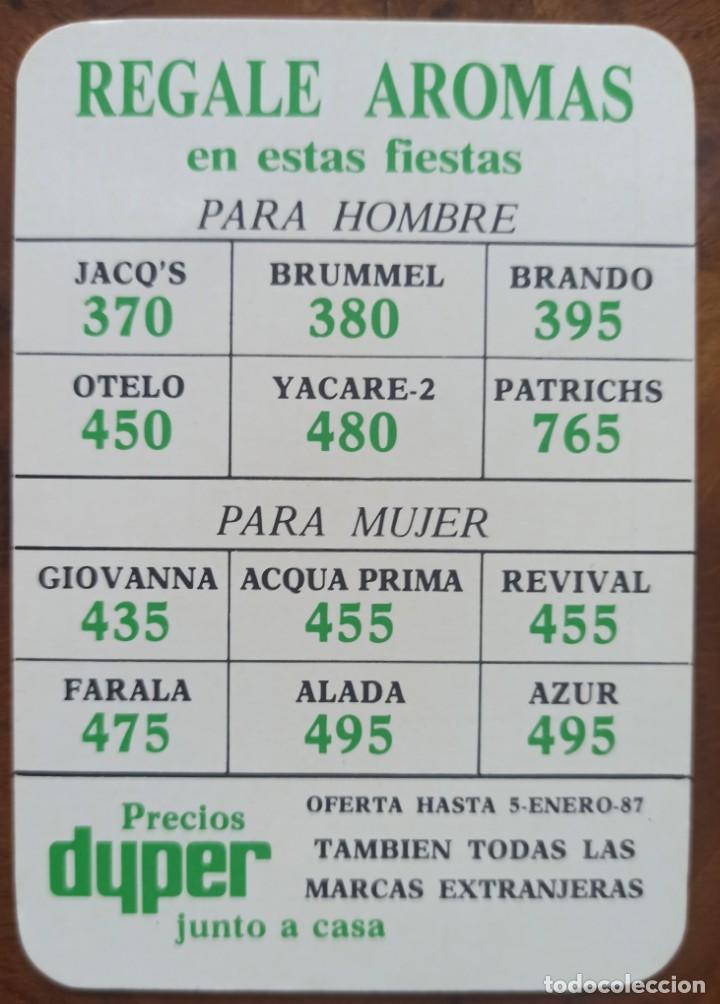 REGALE AROMAS
en estas fiestas
PARA HOMBRE
JACQ'S BRUMMEL BRANDO
370 380 395
OTELO YACARE-2 PATRICHS
450 480 765
PARA MUJER
GIOVANNA ACQUA PRIMA REVIVAL
435 455 455
FARALA ALADA AZUR
475 495 495
Precios
dyper
junto a casa
OFERTA HASTA 5-ENERO-87
TAMBIEN TODAS LAS
MARCAS EXTRANJERAS
todocoleccion